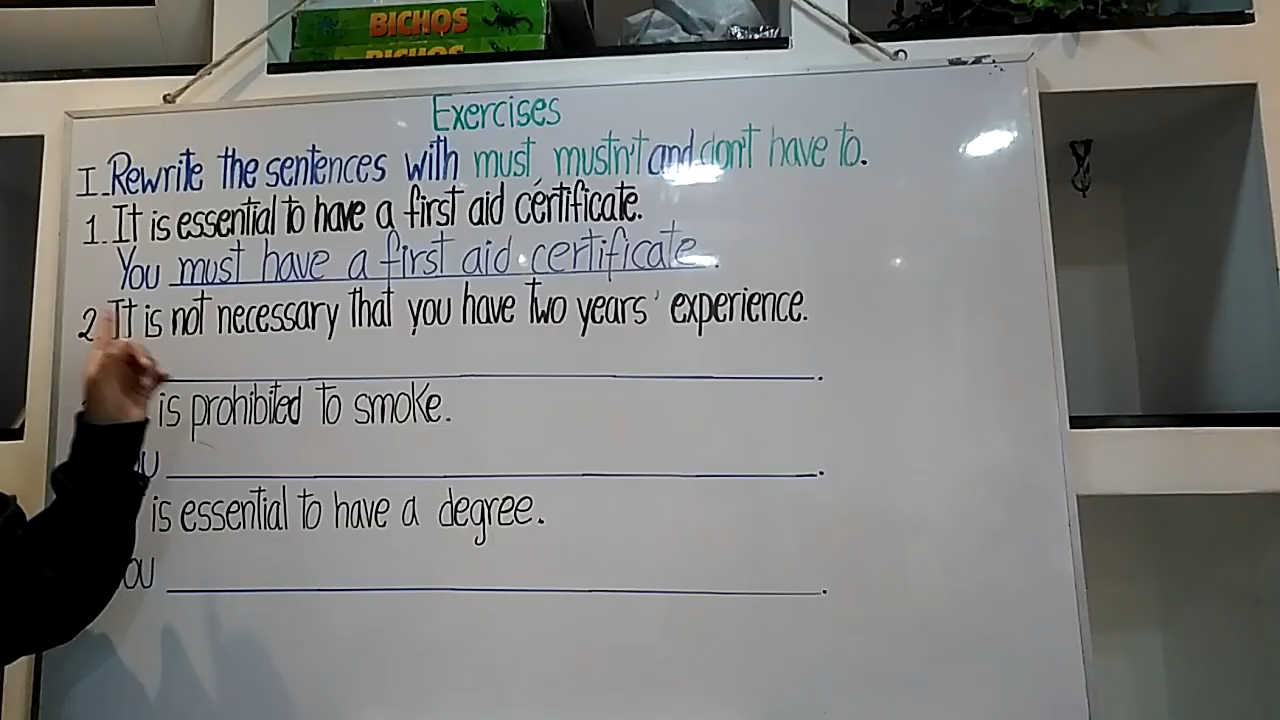 BICHOS
BICHOS
Exercises
I. Rewrite the sentences with must, mustn't and don't have to.
1. It is essential to have a first aid certificate.
You must have a first aid certificate.
2. It is not necessary that you have two years' experience.
is prohibited to smoke.
is essential to have a degree.